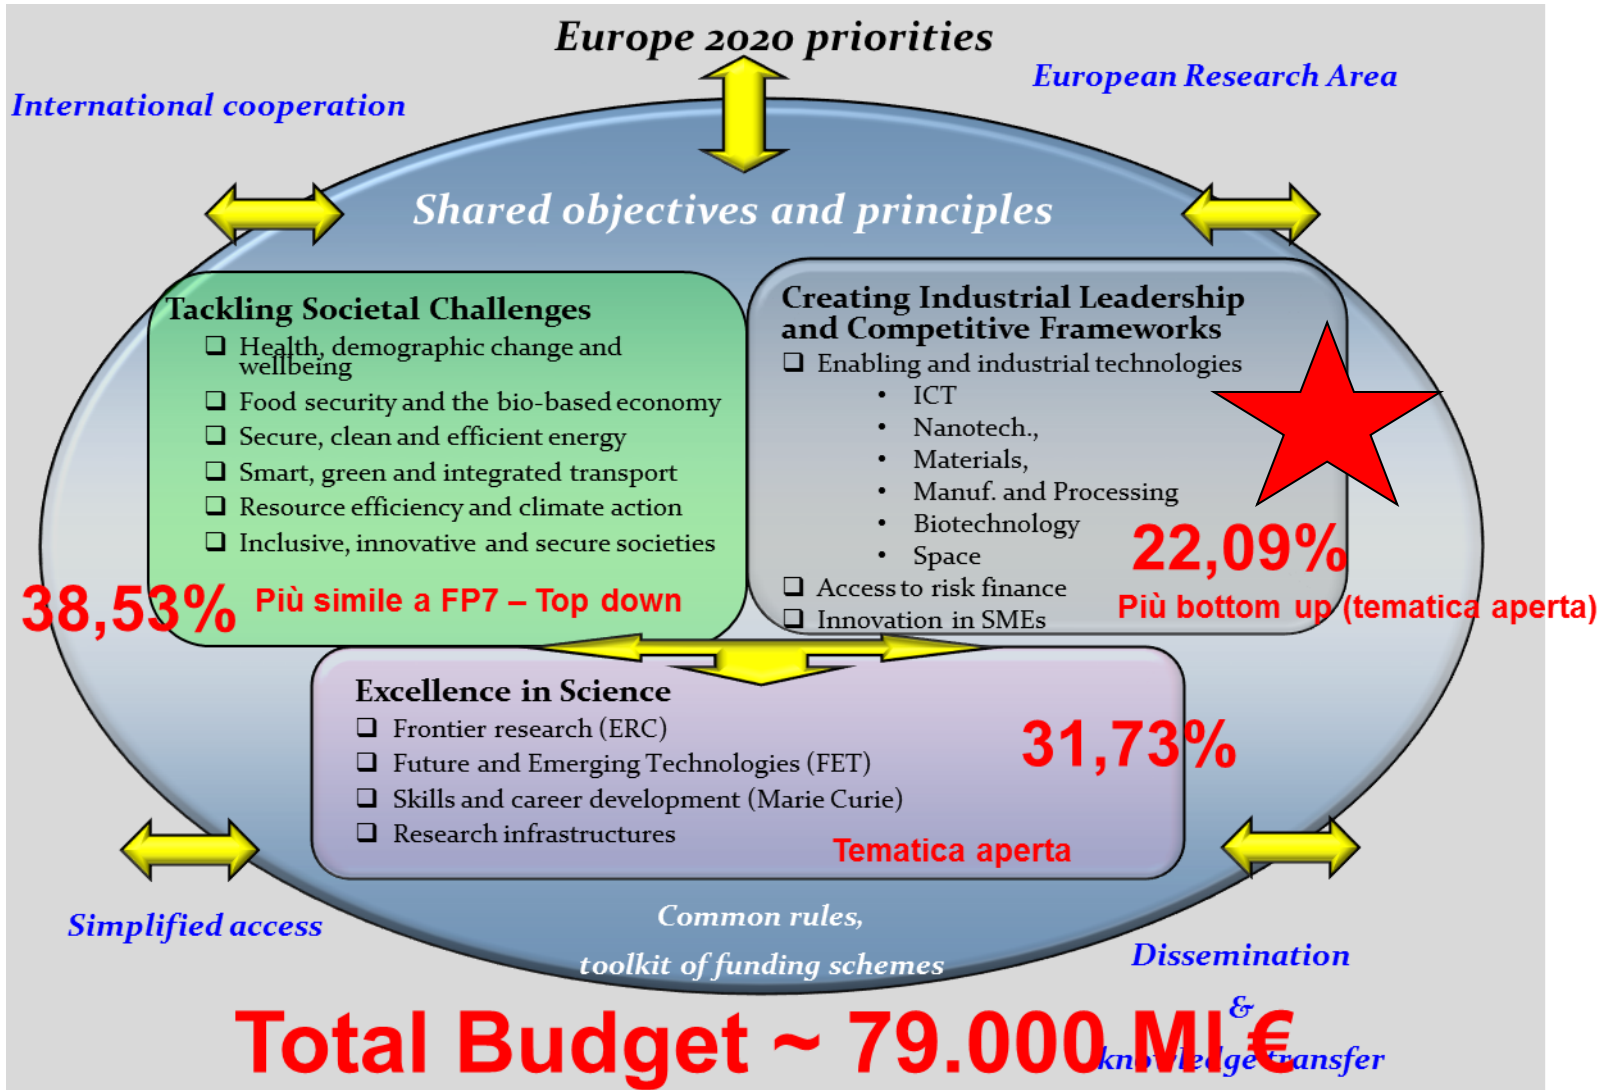 Europe 2020 priorities
European Research Area
International cooperation
Shared objectives and principles
Tackling Societal Challenges
Health, demographic change and
wellbeing
Food security and the bio-based economy
Secure, clean and efficient energy
Smart, green and integrated transport
Resource efficiency and climate action
Inclusive, innovative and secure societies
38,53%
Più simile a FP7 – Top down
Creating Industrial Leadership
and Competitive Frameworks
Enabling and industrial technologies
• ICT
• Nanotech.,
• Materials,
• Manuf. and Processing
• Biotechnology
• Space
Access to risk finance
Innovation in SMEs
22,09%
Più bottom up (tematica aperta)
Excellence in Science
Frontier research (ERC)
Future and Emerging Technologies (FET)
Skills and career development (Marie Curie)
Research infrastructures
31,73%
Tematica aperta
Simplified access
Common rules,
toolkit of funding schemes
Dissemination
&
knowledge transfer
Total Budget ~ 79.000 Ml €